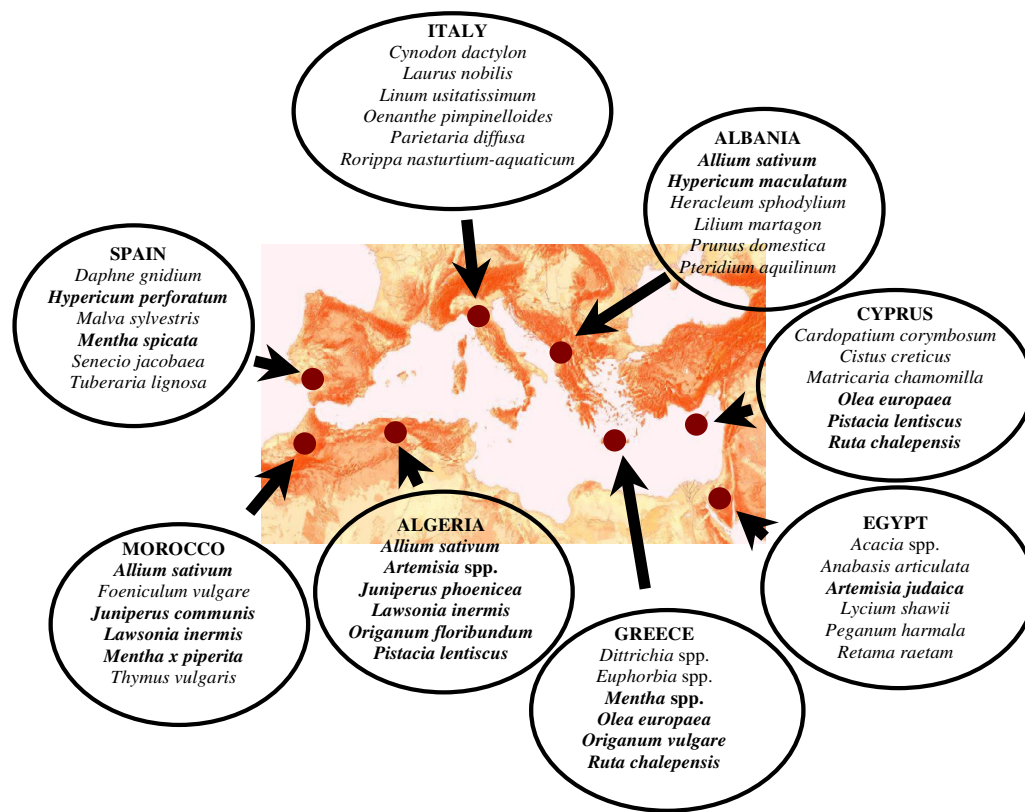 ITALY
Cynodon dactylon
Laurus nobilis
Linum usitatissimum
Oenanthe pimpinelloides
Parietaria diffusa
Rorippa nasturtium-aquaticum
ALBANIA
Allium sativum
Hypericum maculatum
Heracleum sphodylium
Lilium martagon
Prunus domestica
Pteridium aquilinum
SPAIN
Daphne gnidium
Hypericum perforatum
Malva sylvestris
Mentha spicata
Senecio jacobaea
Tuberaria lignosa
CYPRUS
Cardopatium corymbosum
Cistus creticus
Matricaria chamomilla
Olea europaea
Pistacia lentiscus
Ruta chalepensis
MOROCCO
Allium sativum
Foeniculum vulgare
Juniperus communis
Lawsonia inermis
Mentha x piperita
Thymus vulgaris
ALGERIA
Allium sativum
Artemisia spp.
Juniperus phoenicea
Lawsonia inermis
Origanum floribundum
Pistacia lentiscus
GREECE
Dittrichia spp.
Euphorbia spp.
Mentha spp.
Olea europaea
Origanum vulgare
Ruta chalepensis
EGYPT
Acacia spp.
Anabasis articulata
Artemisia judaica
Lycium shawii
Peganum harmala
Retama raetam